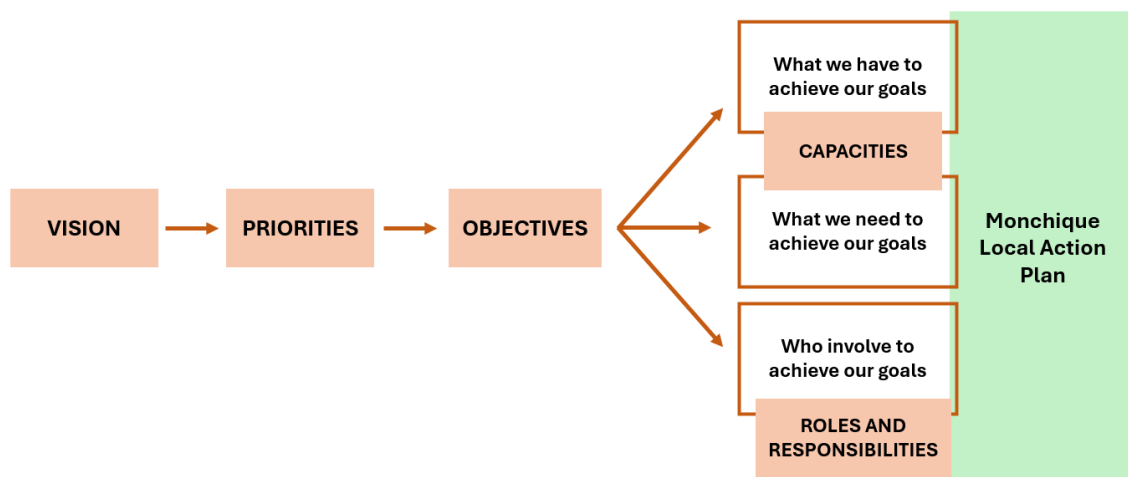 VISION
PRIORITIES
OBJECTIVES
What we have to
achieve our goals
CAPACITIES
What we need to
achieve our goals
Who involve to
achieve our goals
ROLES AND
RESPONSIBILITIES
Monchique
Local Action
Plan